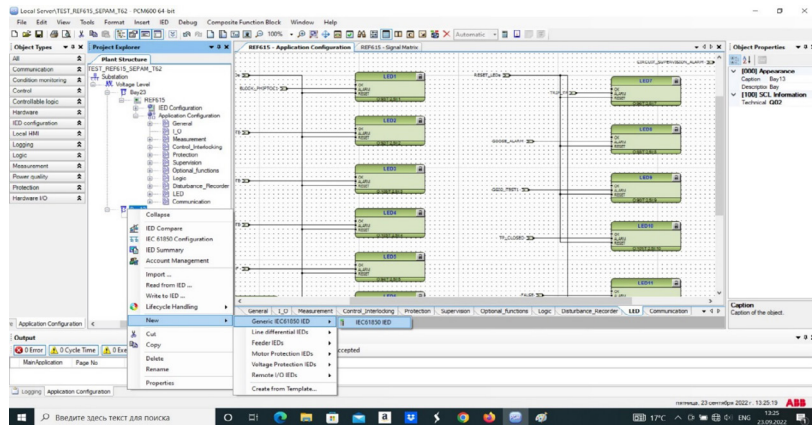 Local Server\TEST_REF615_SEPAM_T62 - PCM600 64-bit
File Edit View Tools Format Insert IED Debug Composite Function Block Window Help
100%
Automatic
Object Types
All
Communication
Condition monitoring
Control
Controllable logic
Hardware
IED configuration
Local HMI
Logging
Logic
Measurement
Power quality
Protection
Hardware I/O
Application Configuration
Project Explorer
Plant Structure
TEST_REF615_SEPAM_T62
Substation
Voltage Level
Bay23
REF615
IED Configuration
Application Configuration
General
I_O
Measurement
Control_Interlocking
Protection
Supervision
Optional_functions
Logic
Disturbance_Recorder
LED
Communication
Collapse
IED Compare
IEC 61850 Configuration
IED Summary
Account Management
Import ...
Read from IED ...
Write to IED ...
Lifecycle Handling
New
Cut
Copy
Delete
Rename
Properties
Generic IEC61850 IED
Line differential IEDs
Feeder IEDs
Motor Protection IEDs
Voltage Protection IEDs
Remote I/O IEDs
Create from Template...
IEC61850 IED
REF615 - Application Configuration
REF615 - Signal Matrix
LED1
LED2
LED3
LED4
LED5
LED7
LED8
LED9
LED10
LED11
RESET_LEDs
TP_CLOSED
General I_O Measurement Control_Interlocking Protection Supervision Optional_functions Logic Disturbance_Recorder LED Communication
Object Properties
[000] Appearance
Caption Bay13
Descriptor Bay
[100] SCL Information
Technical Q02
Caption
Caption of the object.
Output
0 Error
0 Cycle Time
0 Exe
ccepted
MainApplication Page No
Logging Application Configuration
пятница, 23 сентября 2022 г. 13:25:19 ABB
Введите здесь текст для поиска
17°C
ENG
13:25
23.09.2022